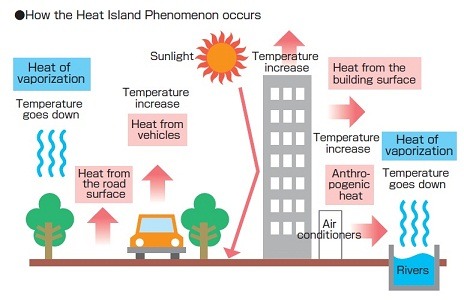 ●How the Heat Island Phenomenon occurs
Heat of
vaporization
Temperature
goes down
Heat from
the road
surface
Temperature
increase
Heat from
vehicles
Sunlight
Temperature
increase
Heat from the
building surface
Temperature
increase
Anthro-
pogenic
heat
Air
conditioners
Heat of
vaporization
Temperature
goes down
Rivers